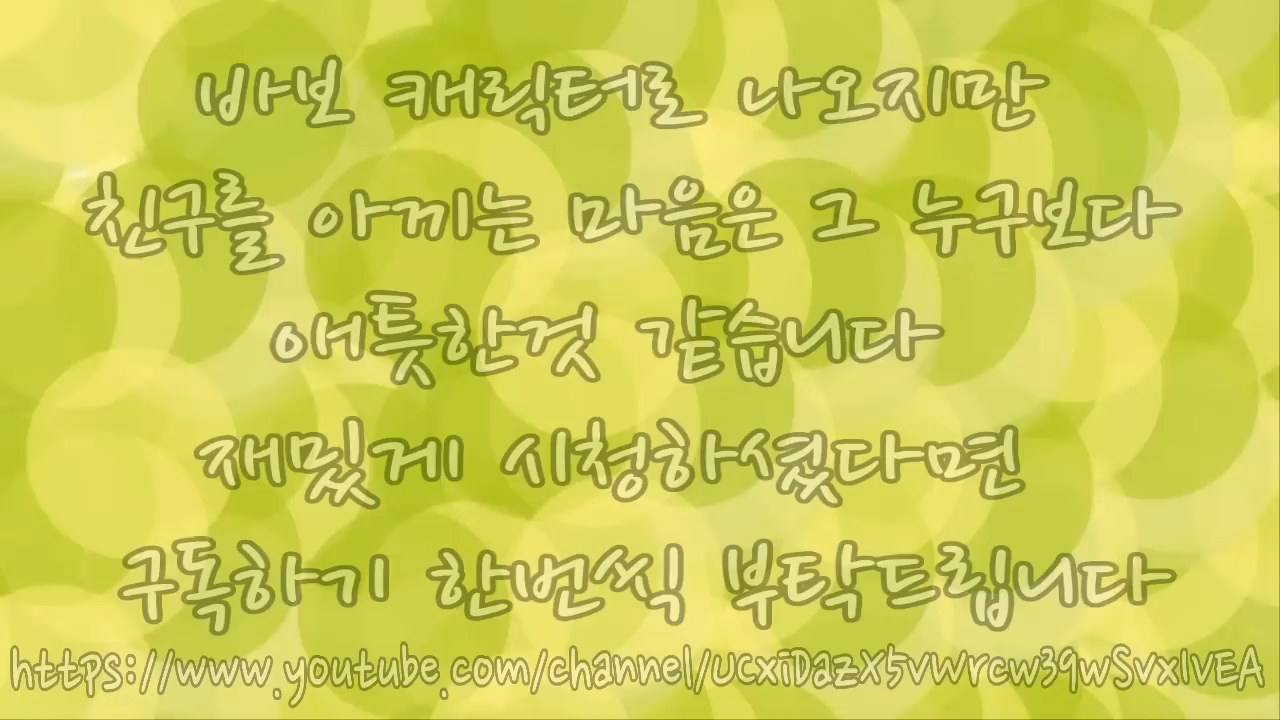 바보 캐릭터로 나오지만
친구를 아끼는 마음은 그 누구보다
애틋한것 같습니다
재밌게 시청하셨다면
구독하기 한번씩 부탁드립니다
https://www.youtube.com/channel/UCxiDazX5VWrcw39wSvxIVEA